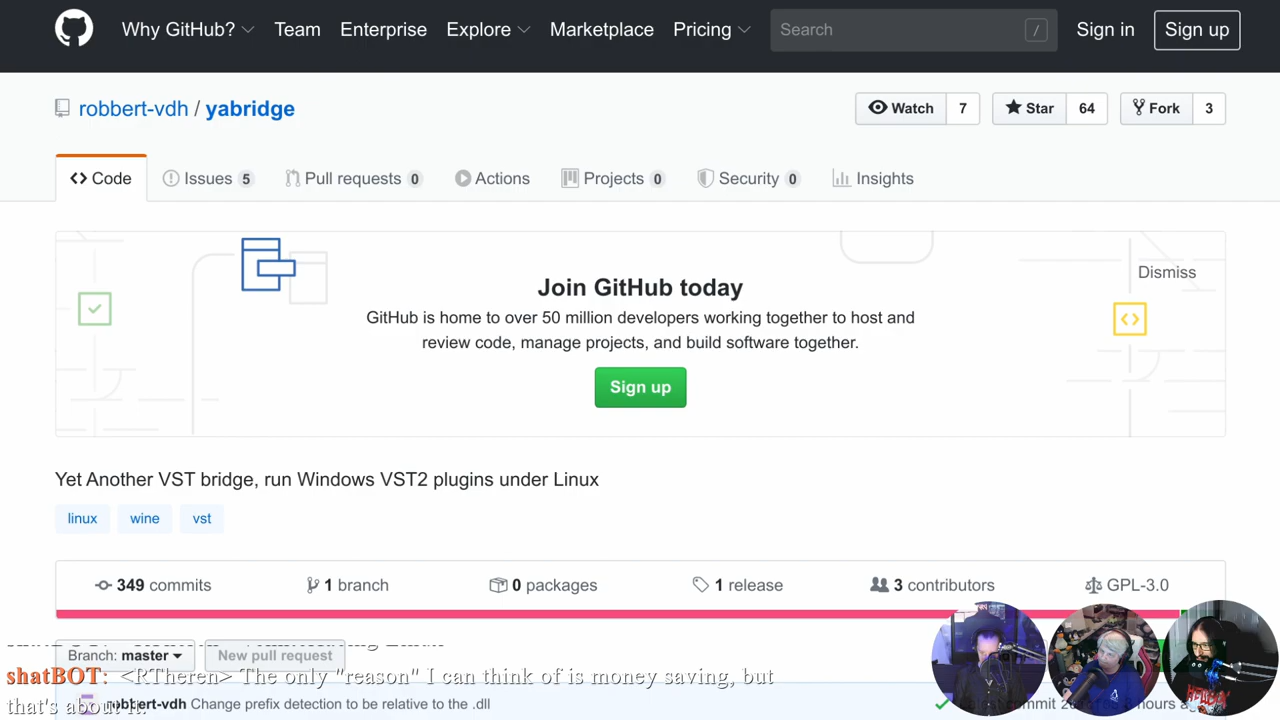 Why GitHub? Team Enterprise Explore Marketplace Pricing Search / Sign in Sign up
robbert-vdh / yabridge Watch 7 Star 64 Fork 3
Code Issues 5 Pull requests 0 Actions Projects 0 Security 0 Insights
Dismiss
Join GitHub today
GitHub is home to over 50 million developers working together to host and
review code, manage projects, and build software together.
Sign up
Yet Another VST bridge, run Windows VST2 plugins under Linux
linux wine vst
349 commits 1 branch 0 packages 1 release 3 contributors GPL-3.0
Branch: master New pull request
shatBOT: <RTheren> The only "reason" I can think of is money saving, but
that's about it.
robbert-vdh Change prefix detection to be relative to the .dll